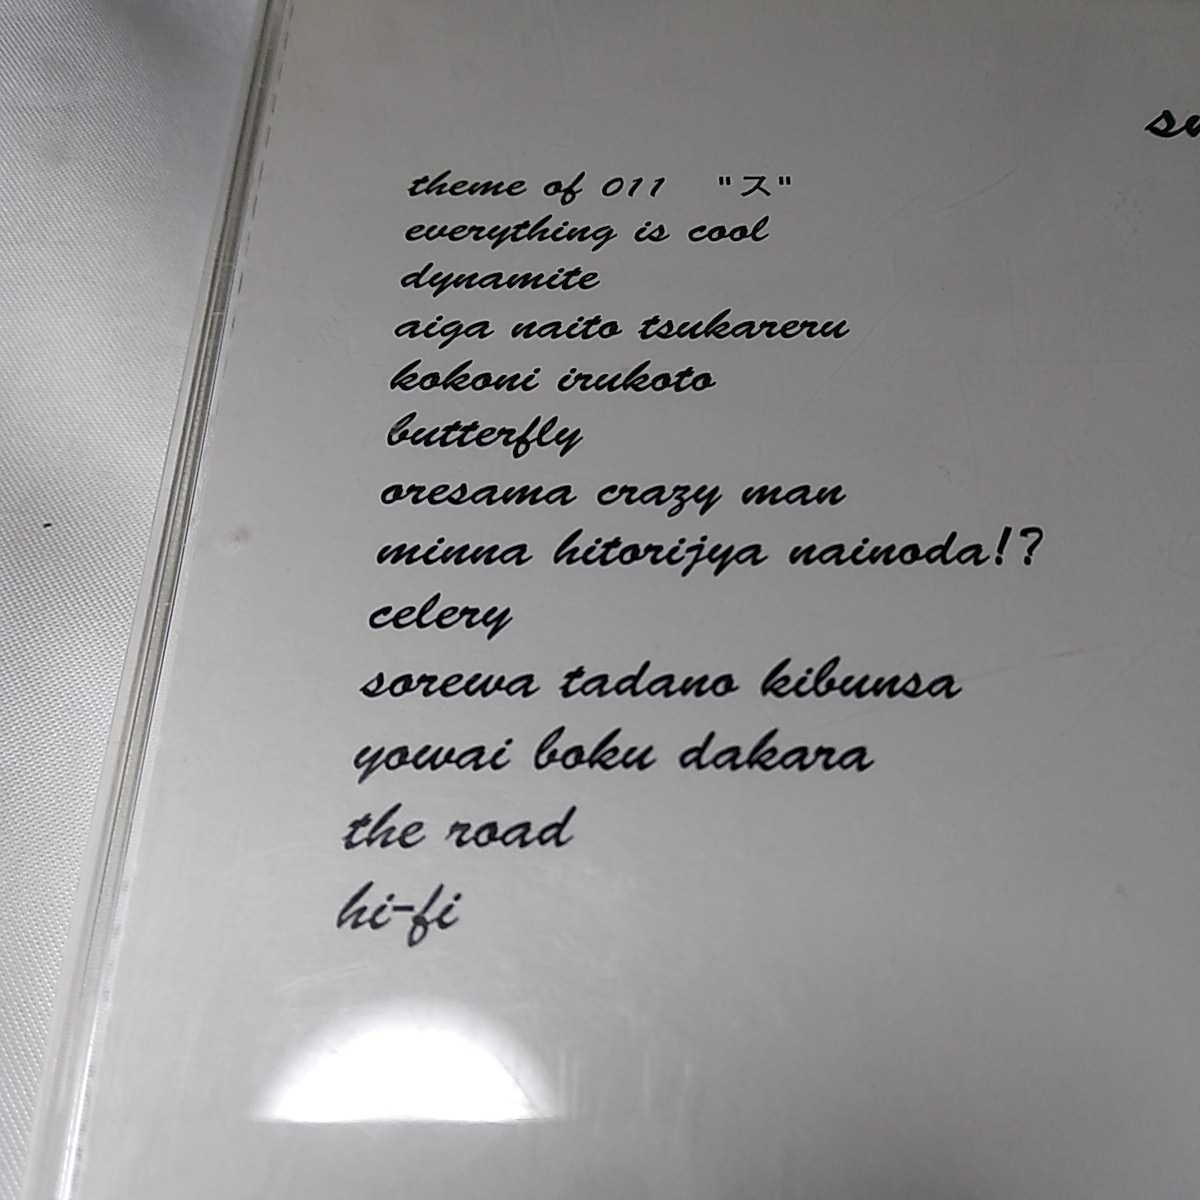 theme of 011 "ス"
everything is cool
dynamite
aiga naito tsukareru
kokoni irukoto
butterfly
oresama crazy man
minna hitorijya nainoda!?
celery
sorewa tadano kibunsa
yowai boku dakara
the road
hi-fi